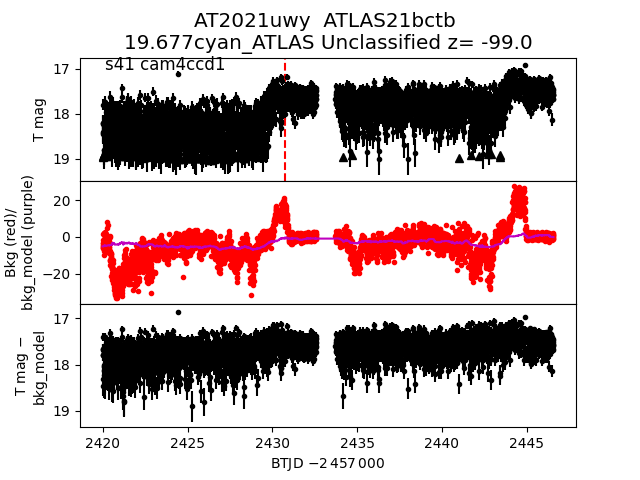 AT2021uwy  ATLAS21bctb
19.677cyan_ATLAS Unclassified z= -99.0
s41 cam4ccd1
17
18
19
T mag
20
0
−20
Bkg (red)/
bkg_model (purple)
17
18
19
T mag −
bkg_model
2420 2425 2430 2435 2440 2445
BTJD −2 457 000